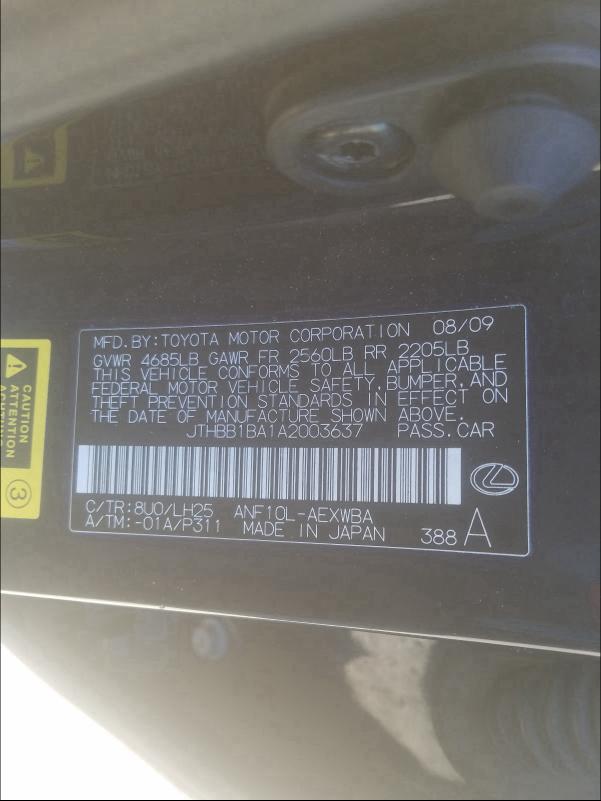 MFD.BY:TOYOTA MOTOR CORPORATION 08/09
GVWR 4685LB GAWR FR 2560LB RR 2205LB
THIS VEHICLE CONFORMS TO ALL APPLICABLE
FEDERAL MOTOR VEHICLE SAFETY,BUMPER,AND
THEFT PREVENTION STANDARDS IN EFFECT ON
THE DATE OF MANUFACTURE SHOWN ABOVE.
JTHBB1BA1A2003637 PASS.CAR
C/TR:8U0/LH25 ANF10L-AEXWBA
A/TM:-01A/P311 MADE IN JAPAN 388 A
CAUTION
ATTENTION
3